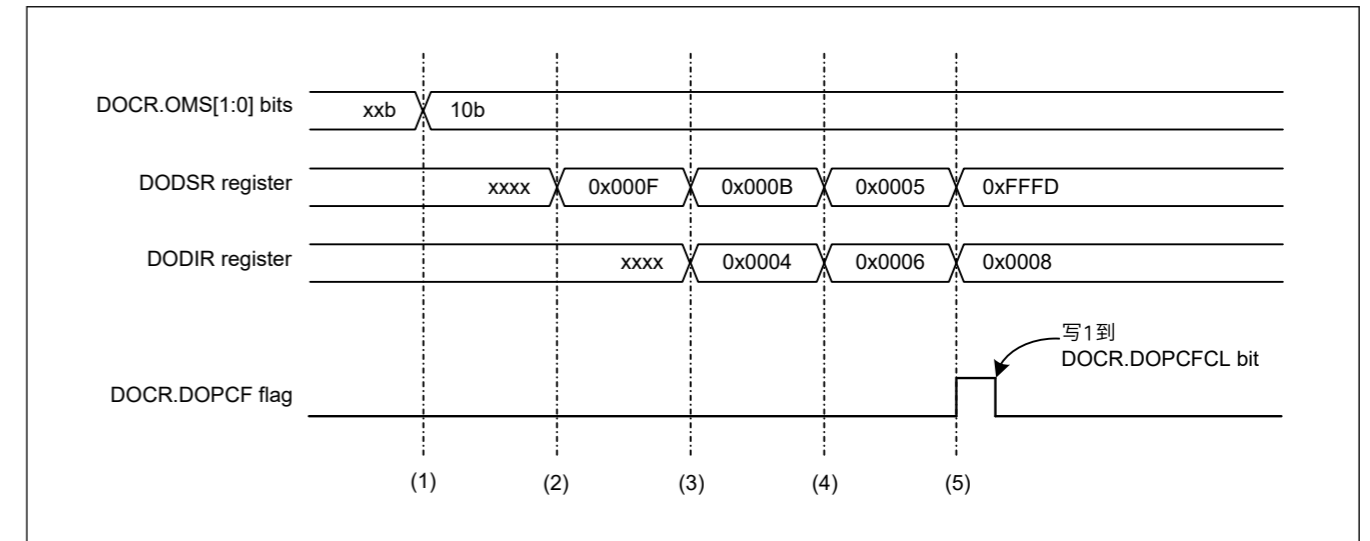 DOCR.OMS[1:0] bits xxb 10b
DODSR register xxxx 0x000F 0x000B 0x0005 0xFFFD
DODIR register xxxx 0x0004 0x0006 0x0008
写1到
DOCR.DOPCFCL bit
DOCR.DOPCF flag
(1) (2) (3) (4) (5)